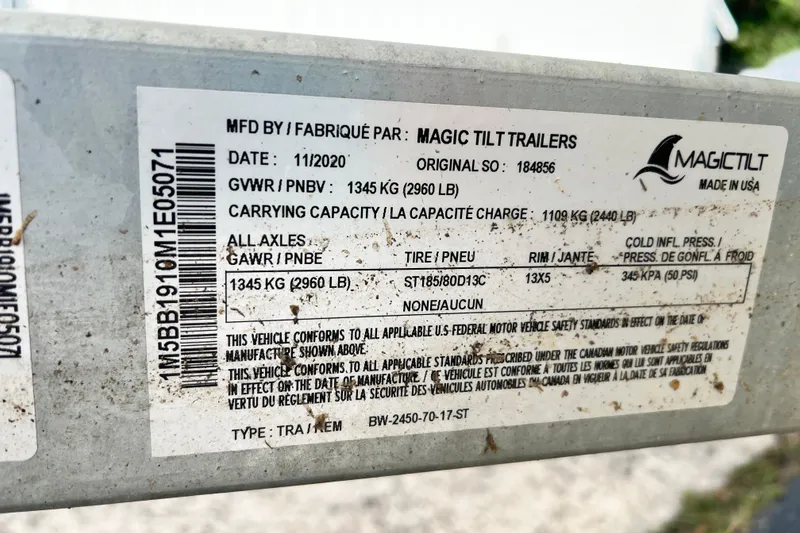 MFD BY / FABRIQUÉ PAR : MAGIC TILT TRAILERS
DATE : 11/2020 ORIGINAL SO : 184856
GVWR / PNBV : 1345 KG (2960 LB)
CARRYING CAPACITY / LA CAPACITÉ CHARGE : 1109 KG (2440 LB)
MAGICTILT
MADE IN USA
ALL AXLES
GAWR / PNBE TIRE / PNEU RIM / JANTE COLD INFL. PRESS. /
PRESS. DE GONFL. À FROID
1345 KG (2960 LB) ST185/80D13C 13X5 345 KPA (50 PSI)
NONE/AUCUN
THIS VEHICLE CONFORMS TO ALL APPLICABLE U.S FEDERAL MOTOR VEHICLE SAFETY STANDARDS IN EFFECT ON THE DATE OF
MANUFACTURE SHOWN ABOVE.
THIS VEHICLE CONFORMS TO ALL APPLICABLE STANDARDS PRESCRIBED UNDER THE CANADIAN MOTOR VEHICLE SAFETY REGULATIONS
IN EFFECT ON THE DATE OF MANUFACTURE. / CE VÉHICULE EST CONFORME À TOUTES LES NORMES QUI LUI SONT APPLICABLES EN
VERTU DU RÈGLEMENT SUR LA SÉCURITÉ DES VÉHICULES AUTOMOBILES DU CANADA EN VIGUEUR À LA DATE DE SA FABRICATION
TYPE : TRA / REM BW-2450-70-17-ST
1M5BB1910M1E05071
1M5BB1910M1E05071